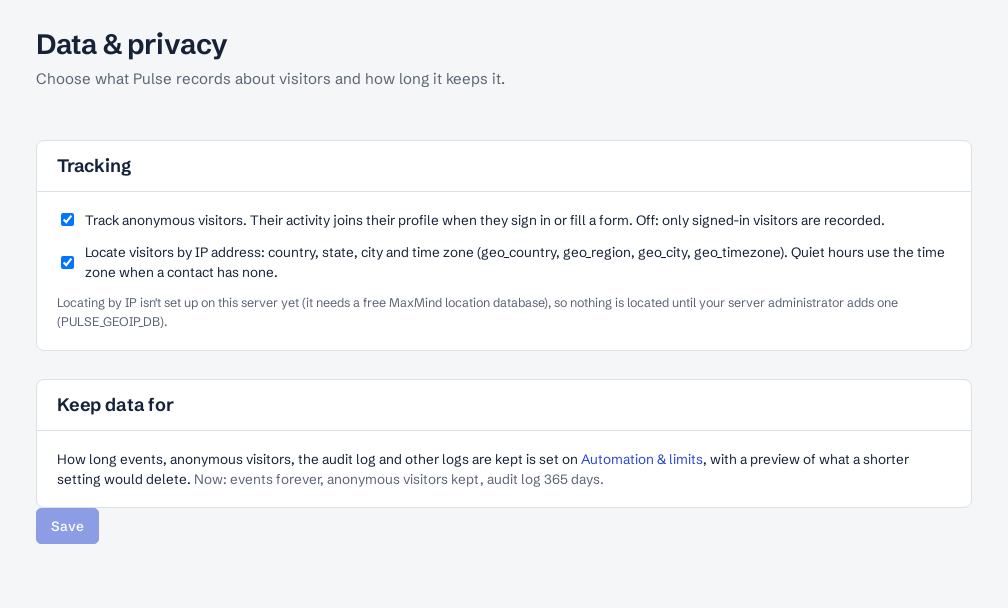 Data & privacy
Choose what Pulse records about visitors and how long it keeps it.
Tracking
Track anonymous visitors. Their activity joins their profile when they sign in or fill a form. Off: only signed-in visitors are recorded.
Locate visitors by IP address: country, state, city and time zone (geo_country, geo_region, geo_city, geo_timezone). Quiet hours use the time
zone when a contact has none.
Locating by IP isn't set up on this server yet (it needs a free MaxMind location database), so nothing is located until your server administrator adds one
(PULSE_GEOIP_DB).
Keep data for
How long events, anonymous visitors, the audit log and other logs are kept is set on Automation & limits, with a preview of what a shorter
setting would delete. Now: events forever, anonymous visitors kept, audit log 365 days.
Save